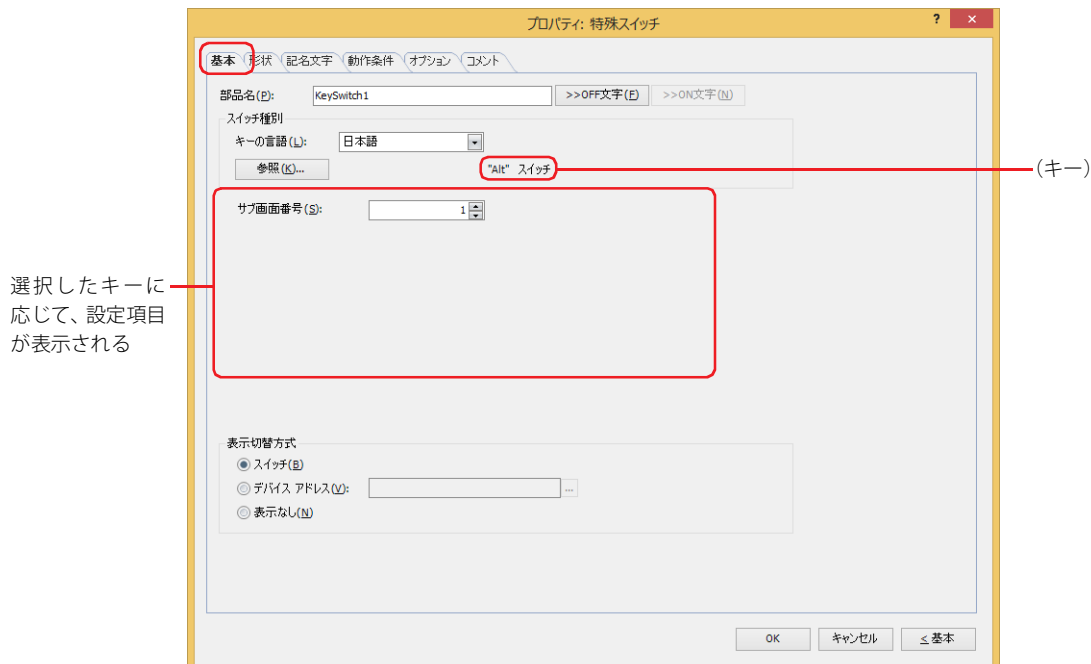 プロパティ: 特殊スイッチ
? ×
基本 形状 記名文字 動作条件 オプション コメント
部品名(P): KeySwitch1 >>OFF文字(F) >>ON文字(N)
スイッチ種別
キーの言語(L): 日本語
参照(K)... "Alt" スイッチ
(キー)
サブ画面番号(S): 1
選択したキーに
応じて、設定項目
が表示される
表示切替方式
スイッチ(B)
デバイス アドレス(V): ...
表示なし(N)
OK キャンセル < 基本